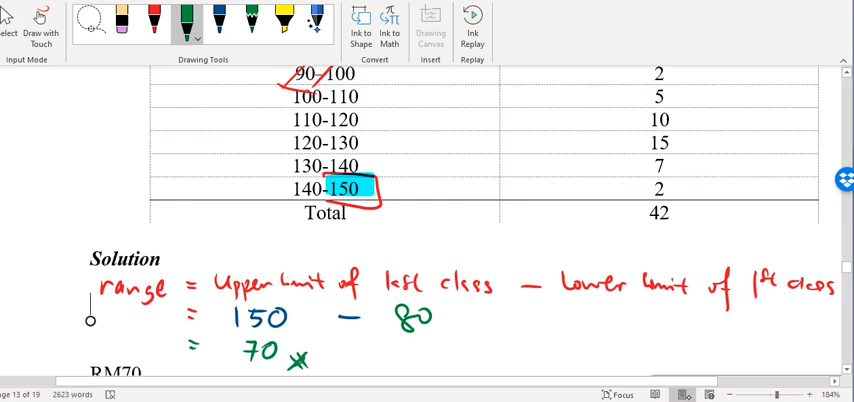 Select
Draw with Touch
Ink to Shape
Ink to Math
Drawing Canvas
Ink Replay
Input Mode
Drawing Tools
Convert
Insert
Replay
90-100 2
100-110 5
110-120 10
120-130 15
130-140 7
140-150 2
Total 42
Solution
range = Upper limit of last class - Lower limit of 1st class
= 150 - 80
= 70
RM70
age 13 of 19 2623 words Focus 184%